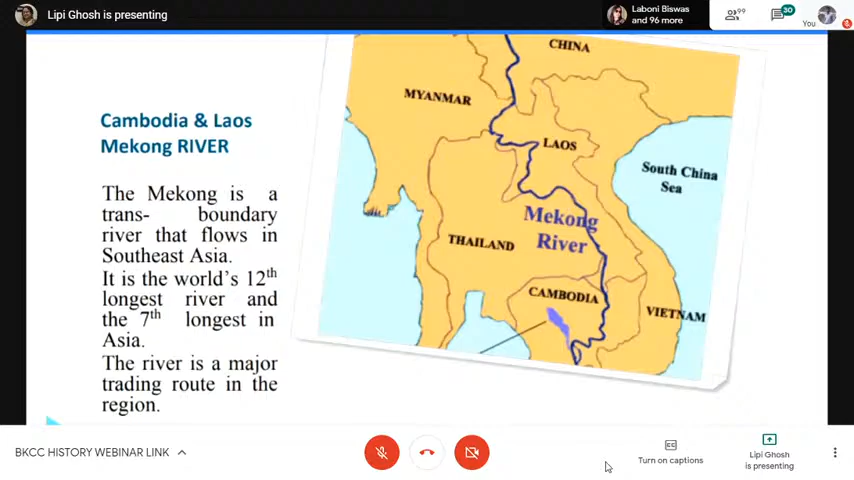 Lipi Ghosh is presenting
Laboni Biswas
and 96 more
99
30
You
Cambodia & Laos
Mekong RIVER
The Mekong is a
trans- boundary
river that flows in
Southeast Asia.
It is the world's 12th
longest river and
the 7th longest in
Asia.
The river is a major
trading route in the
region.
CHINA
MYANMAR
LAOS
South China
Sea
Mekong
River
THAILAND
CAMBODIA
VIETNAM
BKCC HISTORY WEBINAR LINK
CC
Turn on captions
Lipi Ghosh
is presenting